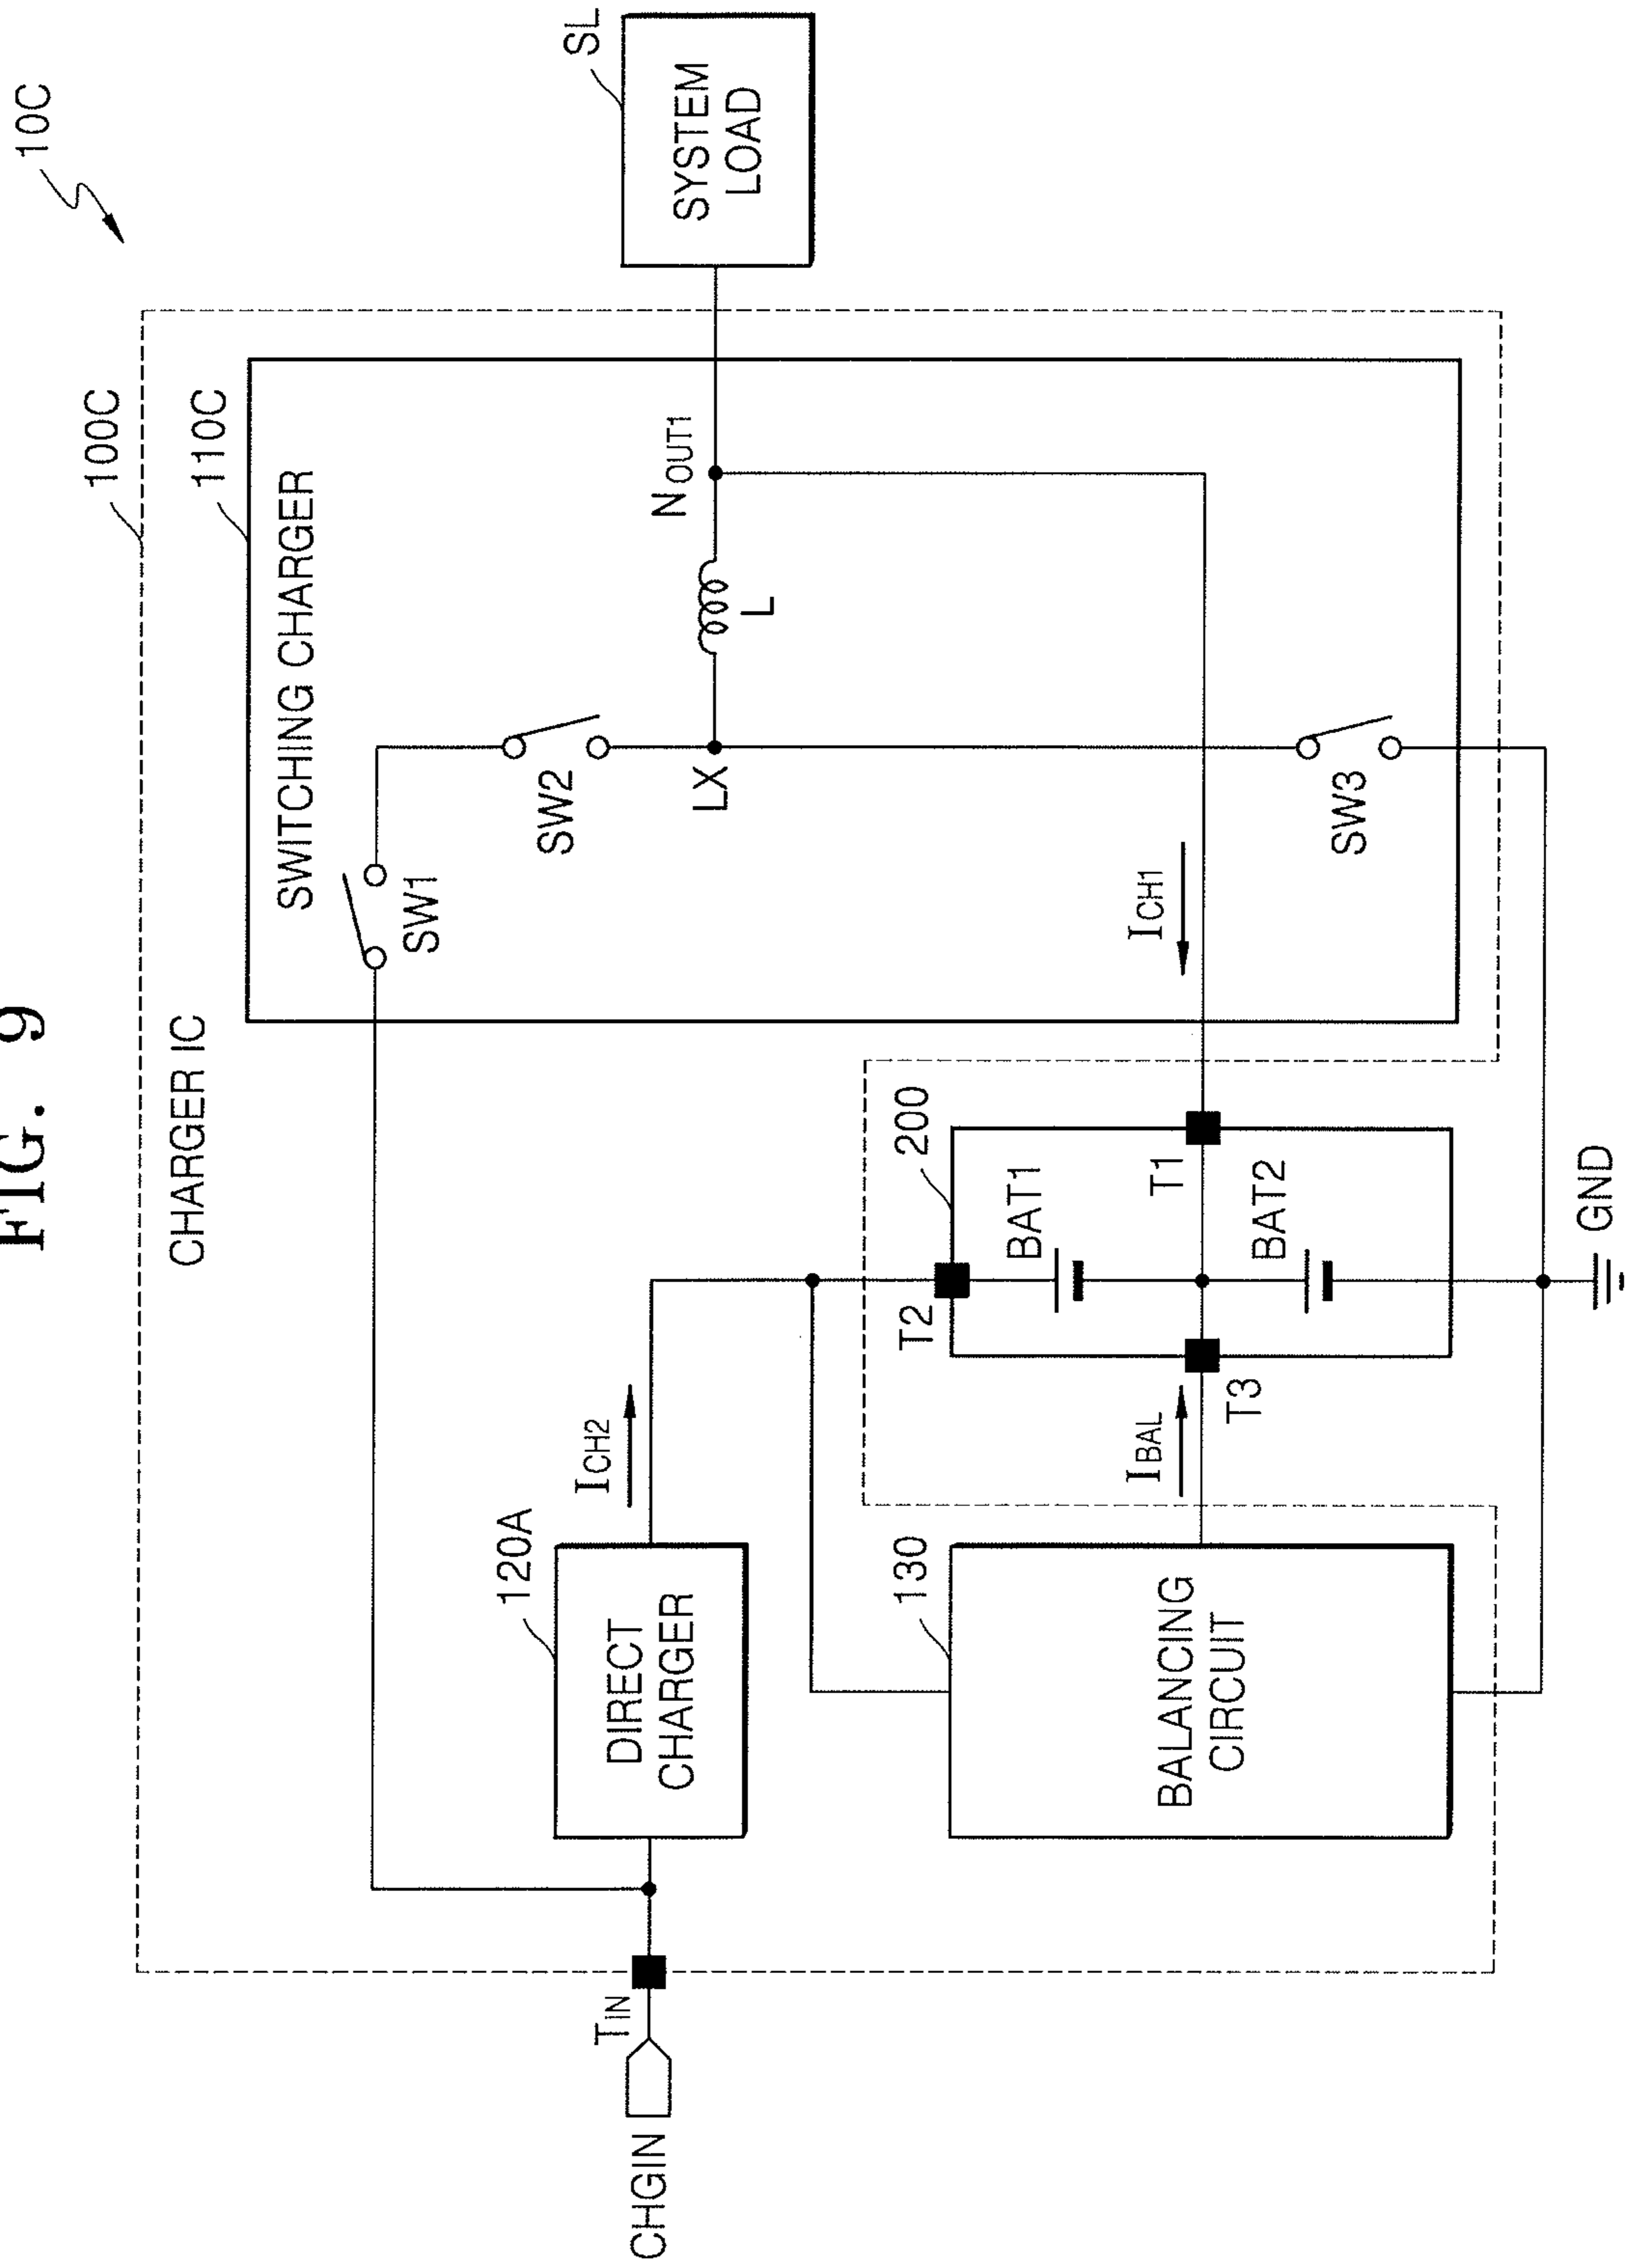 FIG. 9
10C
100C
CHARGER IC
110C
SWITCHING CHARGER
SW1
SW2
LX
L
NOUT1
SL
SYSTEM
LOAD
SW3
ICH1
CHGIN
TIN
120A
DIRECT
CHARGER
ICH2
130
BALANCING
CIRCUIT
IBAL
200
T2
BAT1
T1
T3
BAT2
GND